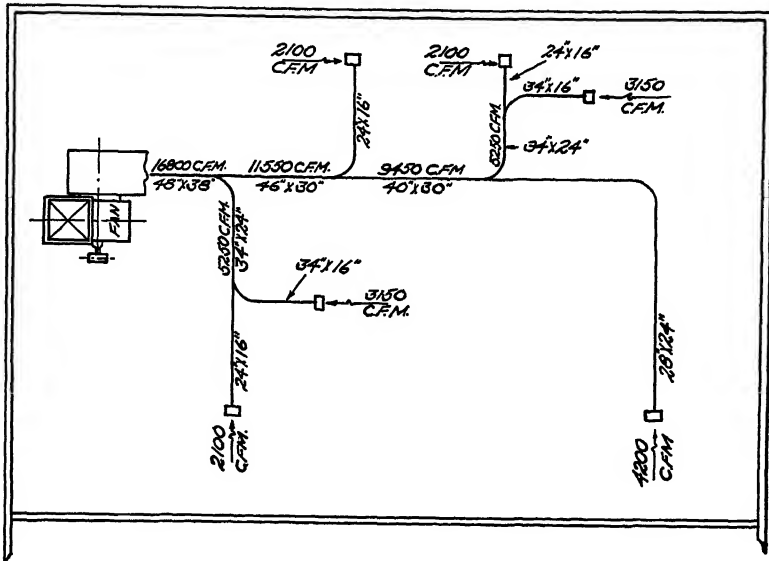 2100
C.F.M
2100
C.F.M
24"X16"
34"X16"
3150
C.F.M.
24"X16"
5250 C.F.M.
34"X24"
16800 C.F.M.
48"X38"
11550 C.F.M.
46"X30"
9450 C.F.M
40"X30"
FAN
5250 C.F.M.
34"X24"
34"X16"
3150
C.F.M.
24"X16"
28"X24"
2100
C.F.M.
4200
C.F.M